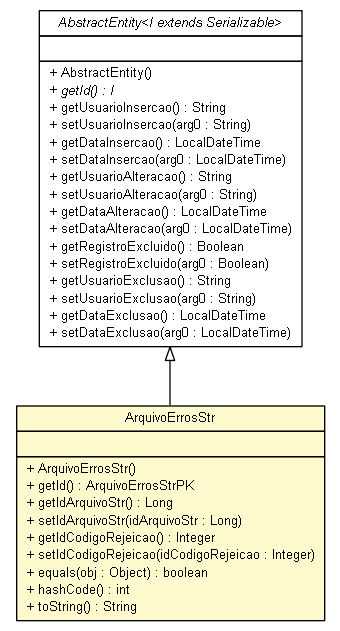 AbstractEntity<I extends Serializable>
+ AbstractEntity()
+ getId() : I
+ getUsuarioInsercao() : String
+ setUsuarioInsercao(arg0 : String)
+ getDataInsercao() : LocalDateTime
+ setDataInsercao(arg0 : LocalDateTime)
+ getUsuarioAlteracao() : String
+ setUsuarioAlteracao(arg0 : String)
+ getDataAlteracao() : LocalDateTime
+ setDataAlteracao(arg0 : LocalDateTime)
+ getRegistroExcluido() : Boolean
+ setRegistroExcluido(arg0 : Boolean)
+ getUsuarioExclusao() : String
+ setUsuarioExclusao(arg0 : String)
+ getDataExclusao() : LocalDateTime
+ setDataExclusao(arg0 : LocalDateTime)
ArquivoErrosStr
+ ArquivoErrosStr()
+ getId() : ArquivoErrosStrPK
+ getIdArquivoStr() : Long
+ setIdArquivoStr(idArquivoStr : Long)
+ getIdCodigoRejeicao() : Integer
+ setIdCodigoRejeicao(idCodigoRejeicao : Integer)
+ equals(obj : Object) : boolean
+ hashCode() : int
+ toString() : String